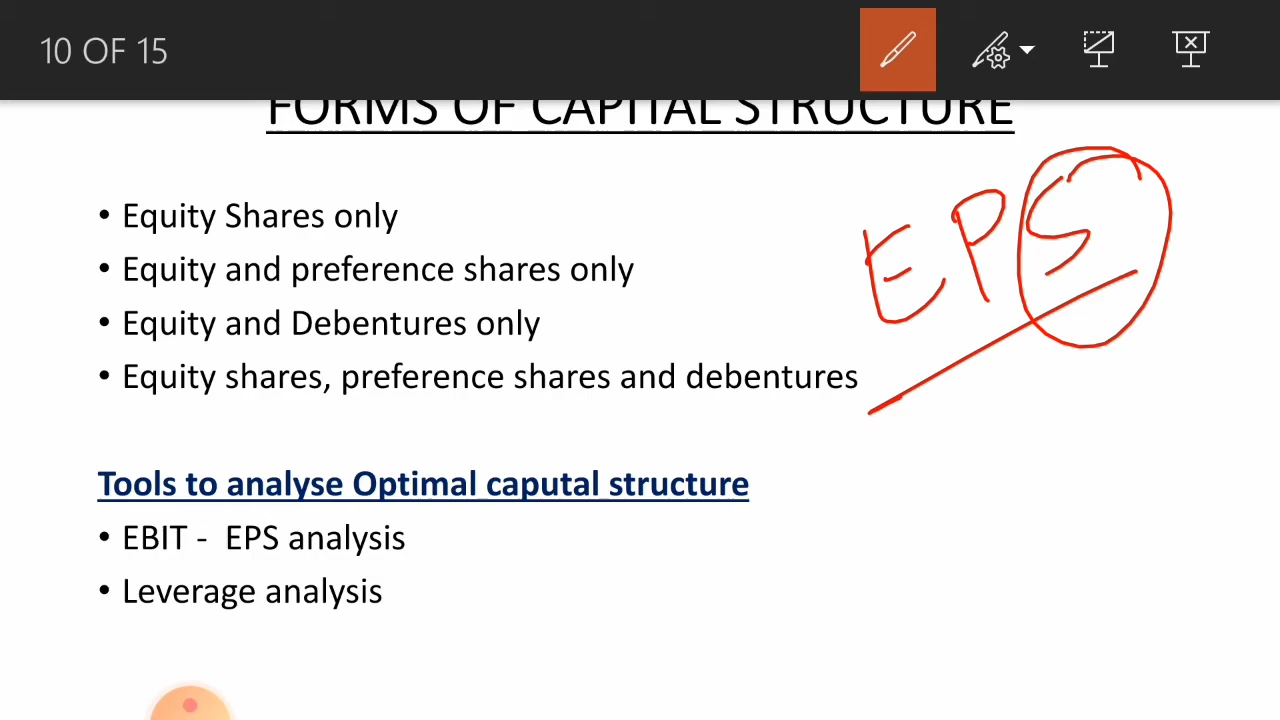 10 OF 15
FORMS OF CAPITAL STRUCTURE
• Equity Shares only
• Equity and preference shares only
• Equity and Debentures only
• Equity shares, preference shares and debentures
EPS
Tools to analyse Optimal caputal structure
• EBIT - EPS analysis
• Leverage analysis